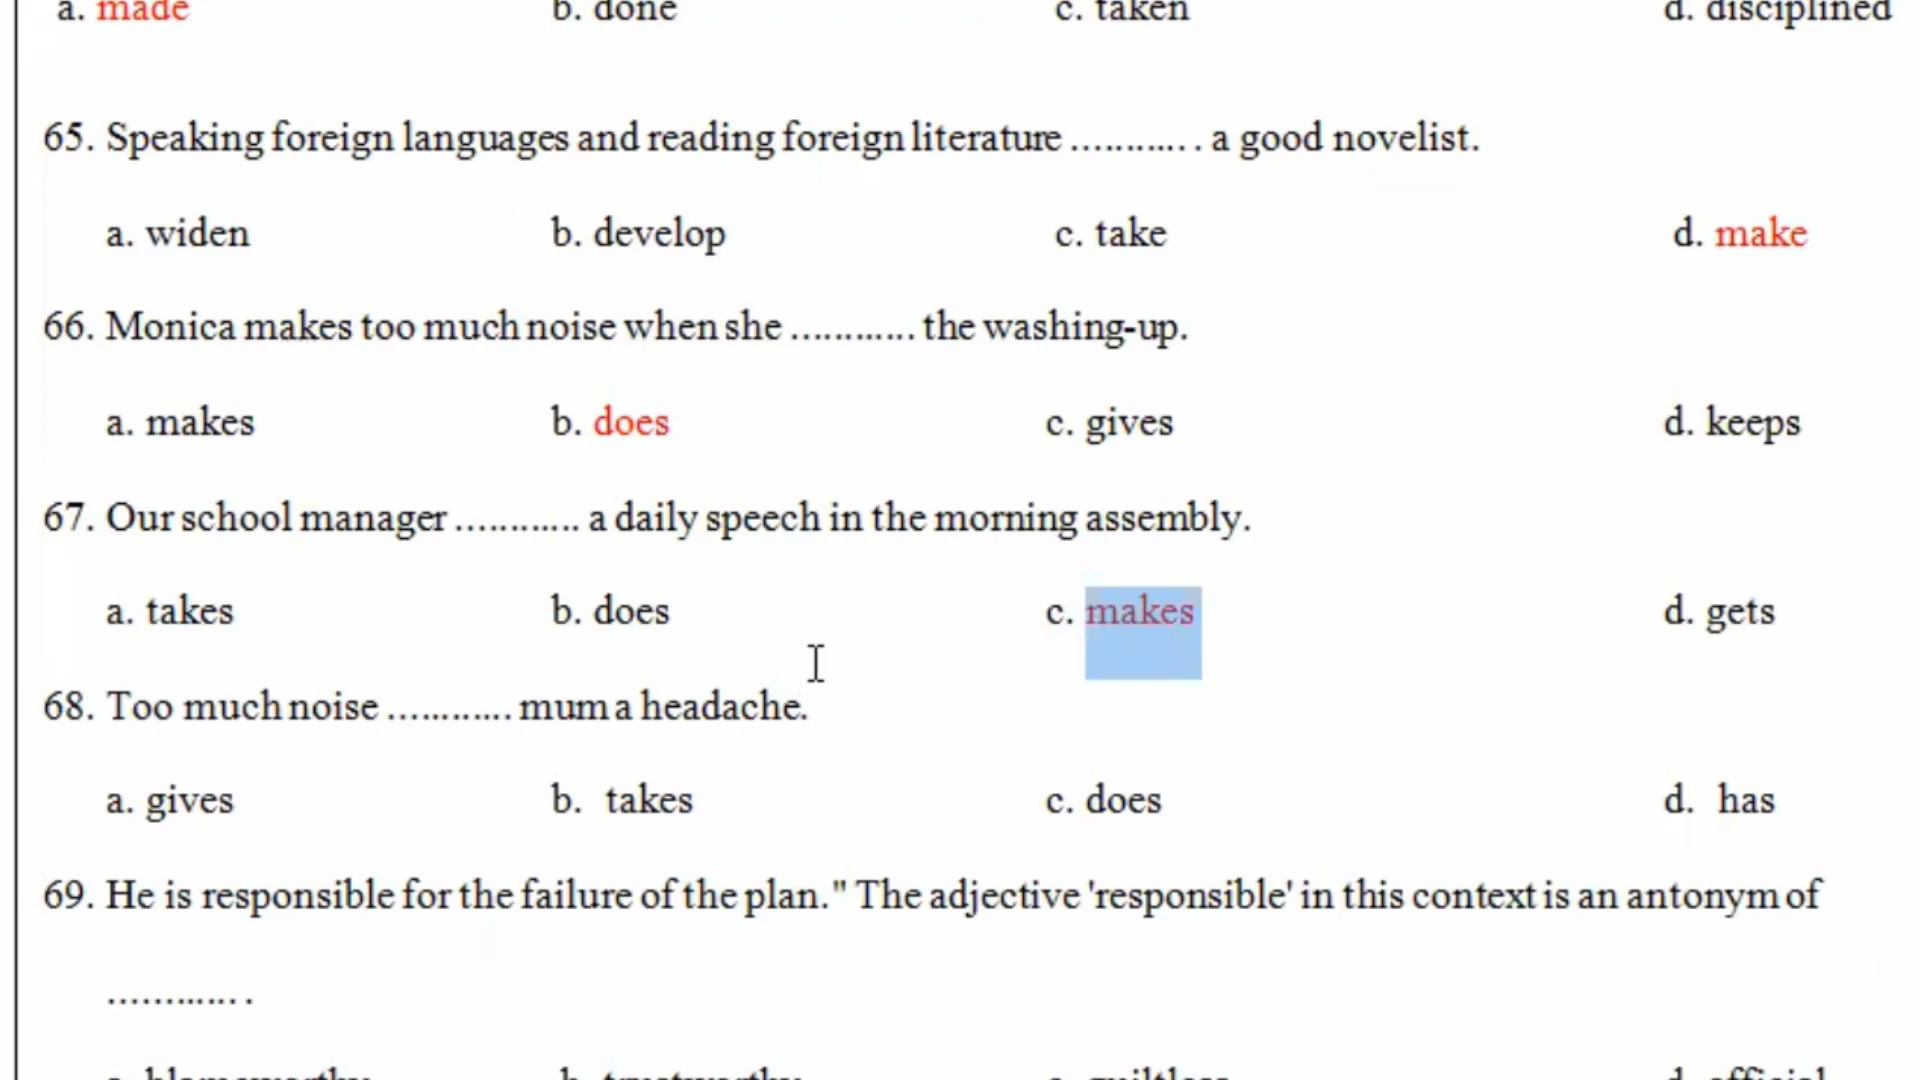 a. made b. done c. taken d. disciplined
65. Speaking foreign languages and reading foreign literature ............ a good novelist.
a. widen b. develop c. take d. make
66. Monica makes too much noise when she ............ the washing-up.
a. makes b. does c. gives d. keeps
67. Our school manager ............ a daily speech in the morning assembly.
a. takes b. does c. makes d. gets
68. Too much noise ............ mum a headache.
a. gives b. takes c. does d. has
69. He is responsible for the failure of the plan." The adjective 'responsible' in this context is an antonym of
.............
a. blameworthy b. trustworthy c. guiltless d. official